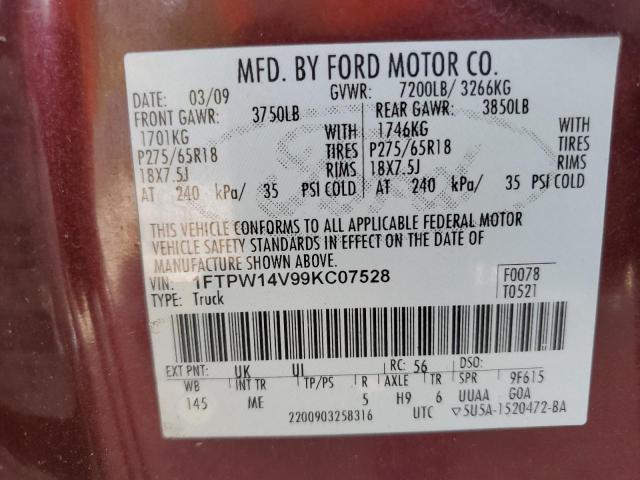 MFD. BY FORD MOTOR CO.
DATE: 03/09 GVWR: 7200LB/ 3266KG
FRONT GAWR: 3750LB REAR GAWR: 3850LB
1701KG WITH 1746KG WITH
P275/65R18 TIRES P275/65R18 TIRES
18X7.5J RIMS 18X7.5J RIMS
AT 240 kPa/ 35 PSI COLD AT 240 kPa/ 35 PSI COLD
THIS VEHICLE CONFORMS TO ALL APPLICABLE FEDERAL MOTOR
VEHICLE SAFETY STANDARDS IN EFFECT ON THE DATE OF
MANUFACTURE SHOWN ABOVE.
VIN: 1FTPW14V99KC07528 F0078
TYPE: Truck T0521
EXT PNT: UK UI RC: 56 DSO:
WB INT TR TP/PS R AXLE TR SPR 9F615
145 ME 5 H9 6 UUAA G0A
2200903258316 UTC ▽5U5A-1520472-BA
Ford